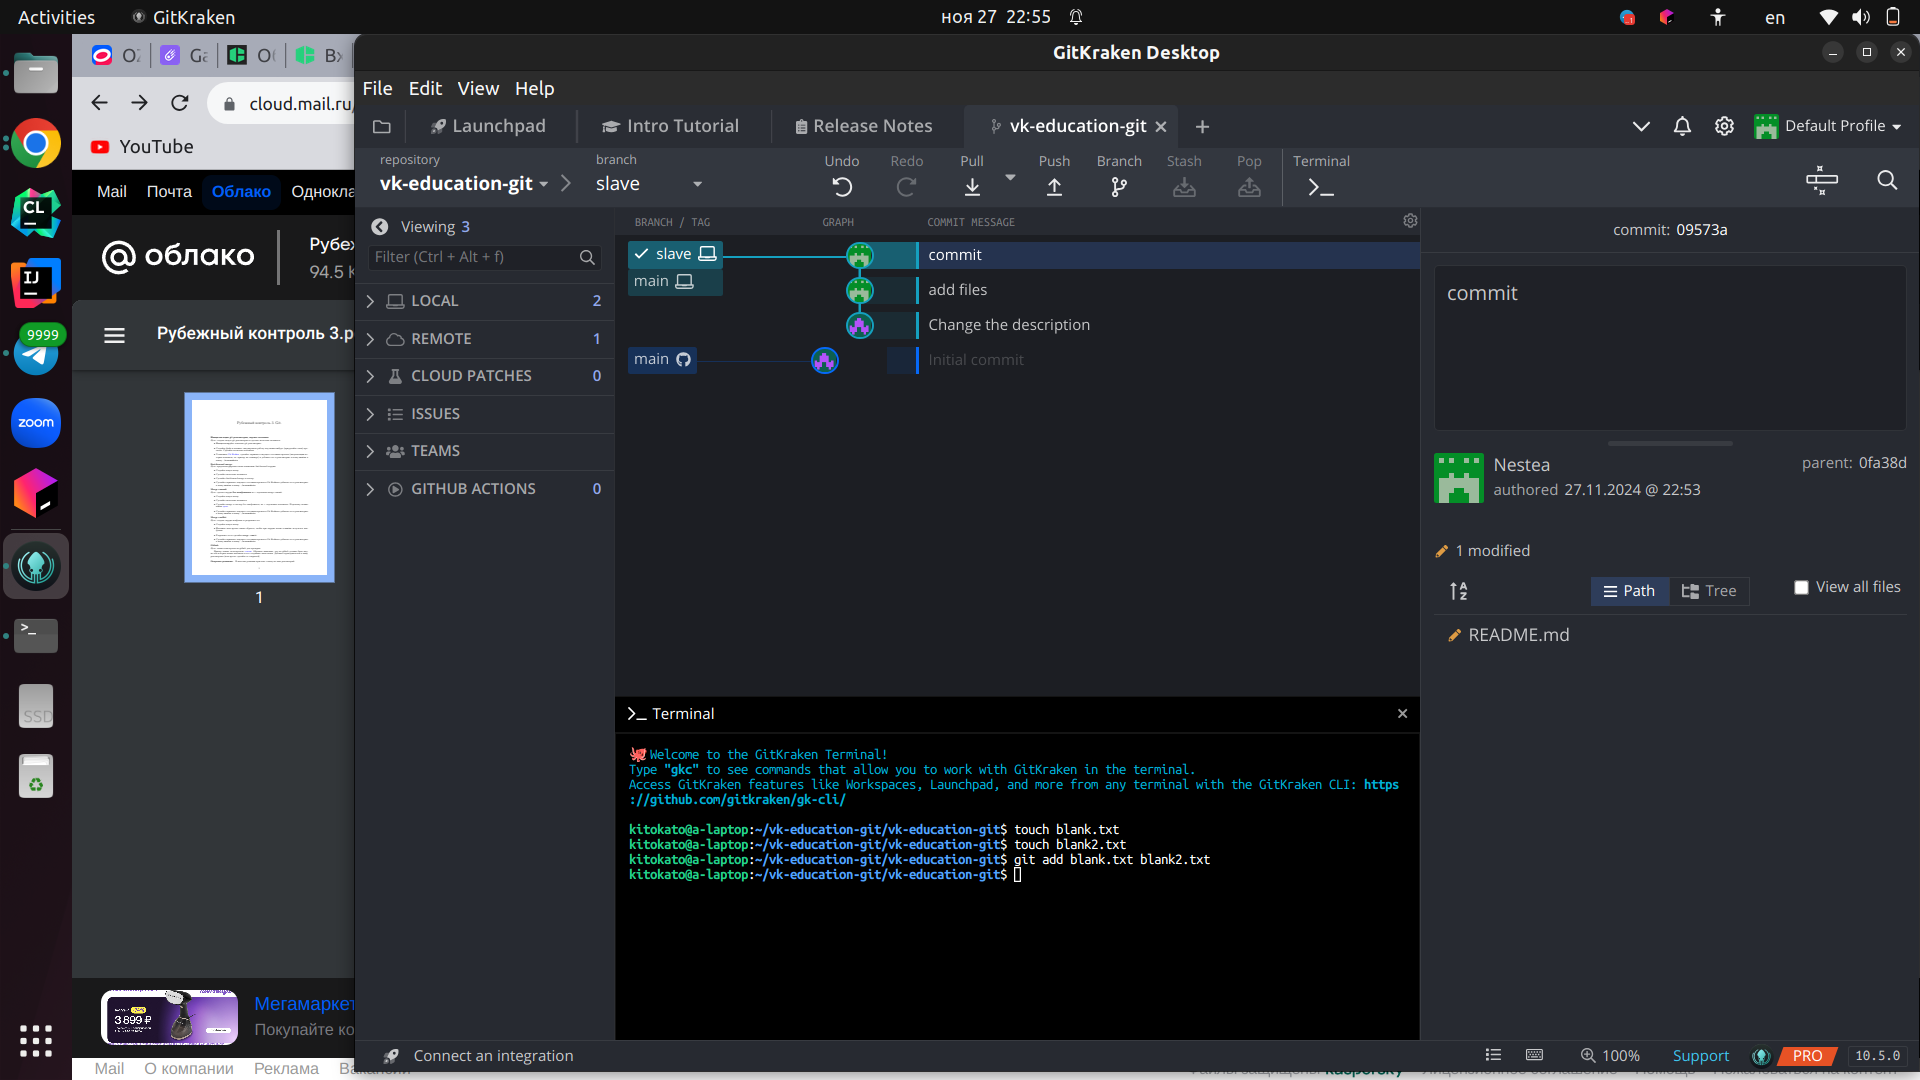 Activities
GitKraken
ноя 27 22:55
en
GitKraken Desktop
cloud.mail.ru/
YouTube
Mail Почта Облако Однокла
облако
94.5
Рубежный контроль 3.p
1
9999
zoom
CL
IJ
SSD
3 899 ₽
Мегамаркет
Покупайте ко
Mail О компании Реклама
File Edit View Help
Launchpad
Intro Tutorial
Release Notes
vk-education-git
Default Profile
repository
vk-education-git
branch
slave
Undo Redo Pull Push Branch Stash Pop Terminal
Viewing 3
Filter (Ctrl + Alt + f)
LOCAL 2
REMOTE 1
CLOUD PATCHES 0
ISSUES
TEAMS
GITHUB ACTIONS 0
BRANCH / TAG GRAPH COMMIT MESSAGE
slave commit
main add files
Change the description
main Initial commit
commit: 09573a
commit
Nestea
authored 27.11.2024 @ 22:53
parent: 0fa38d
1 modified
Path Tree
View all files
README.md
Terminal
Welcome to the GitKraken Terminal!
Type "gkc" to see commands that allow you to work with GitKraken in the terminal.
Access GitKraken features like Workspaces, Launchpad, and more from any terminal with the GitKraken CLI: https
://github.com/gitkraken/gk-cli/
kitokato@a-laptop:~/vk-education-git/vk-education-git$ touch blank.txt
kitokato@a-laptop:~/vk-education-git/vk-education-git$ touch blank2.txt
kitokato@a-laptop:~/vk-education-git/vk-education-git$ git add blank.txt blank2.txt
kitokato@a-laptop:~/vk-education-git/vk-education-git$
Connect an integration
100%
Support
PRO
10.5.0